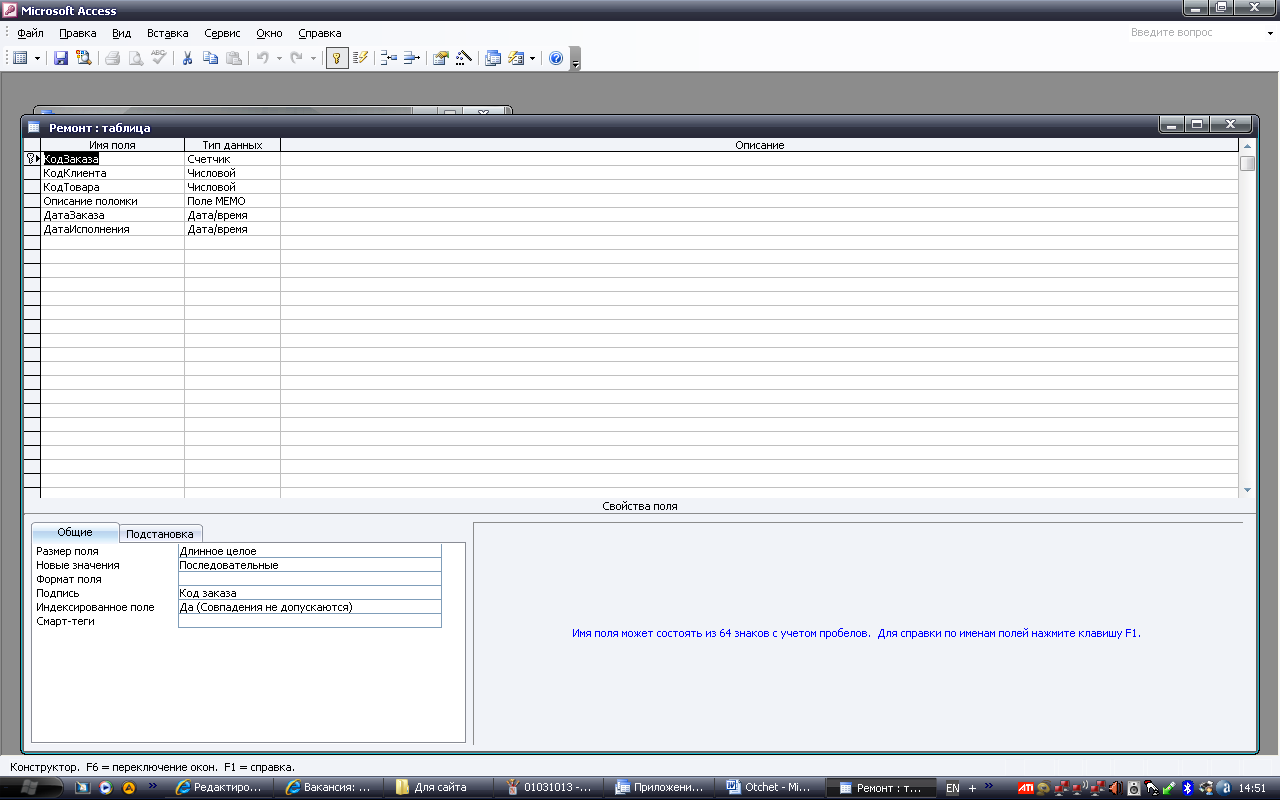 Microsoft Access
Файл Правка Вид Вставка Сервис Окно Справка Введите вопрос
Ремонт : таблица
Имя поля Тип данных Описание
КодЗаказа Счетчик
КодКлиента Числовой
КодТовара Числовой
Описание поломки Поле МЕМО
ДатаЗаказа Дата/время
ДатаИсполнения Дата/время
Свойства поля
Общие Подстановка
Размер поля Длинное целое
Новые значения Последовательные
Формат поля
Подпись Код заказа
Индексированное поле Да (Совпадения не допускаются)
Смарт-теги
Имя поля может состоять из 64 знаков с учетом пробелов. Для справки по именам полей нажмите клавишу F1.
Конструктор. F6 = переключение окон. F1 = справка.
Редактиро... Вакансия: ... Для сайта 01031013 -... Приложени... Otchet - Mi... Ремонт : т... EN ATI 14:51